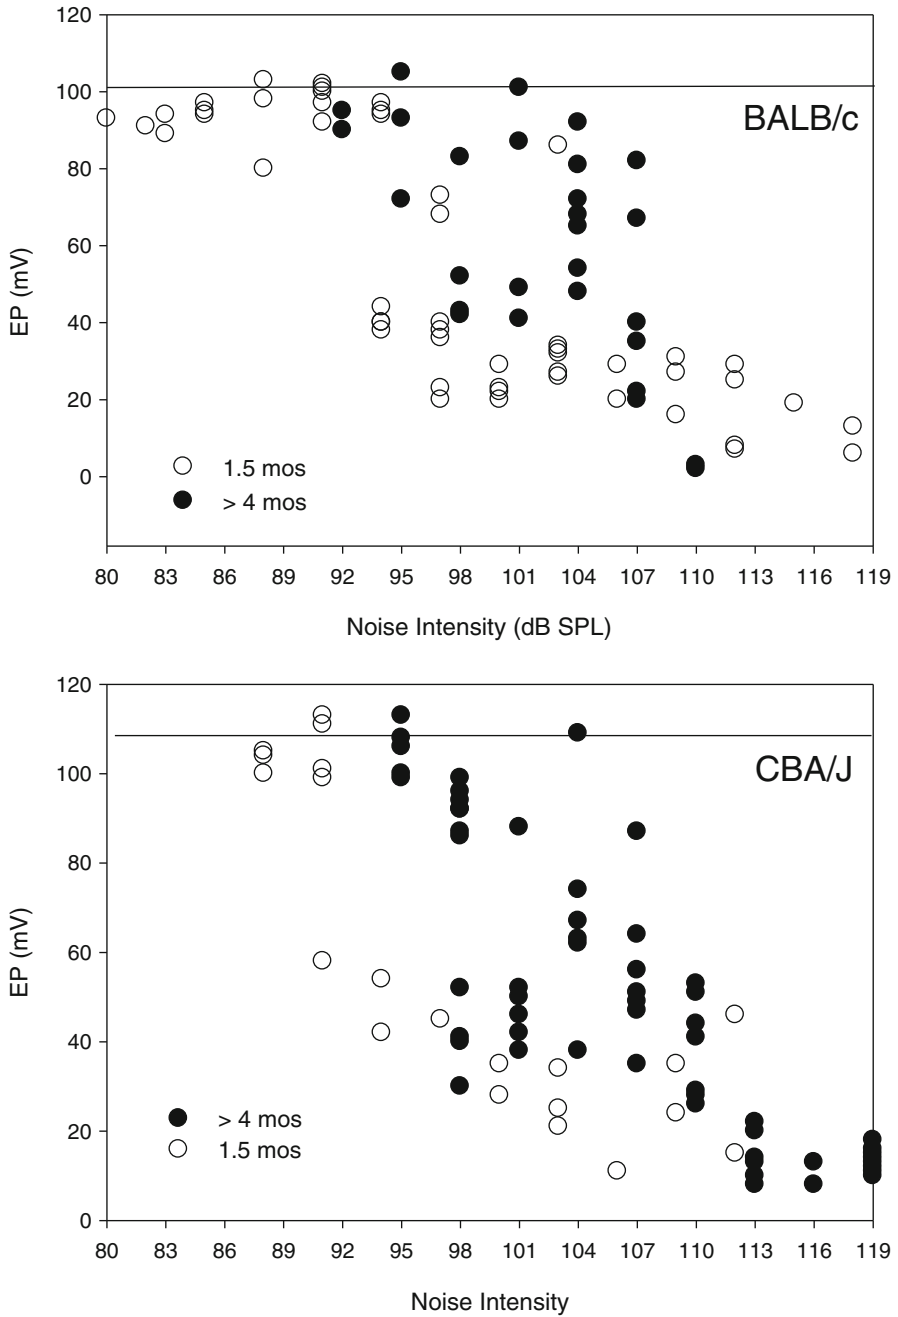 120
100
80
60
40
20
0
EP (mV)
BALB/c
1.5 mos
> 4 mos
80 83 86 89 92 95 98 101 104 107 110 113 116 119
Noise Intensity (dB SPL)
120
100
80
60
40
20
0
EP (mV)
CBA/J
> 4 mos
1.5 mos
80 83 86 89 92 95 98 101 104 107 110 113 116 119
Noise Intensity